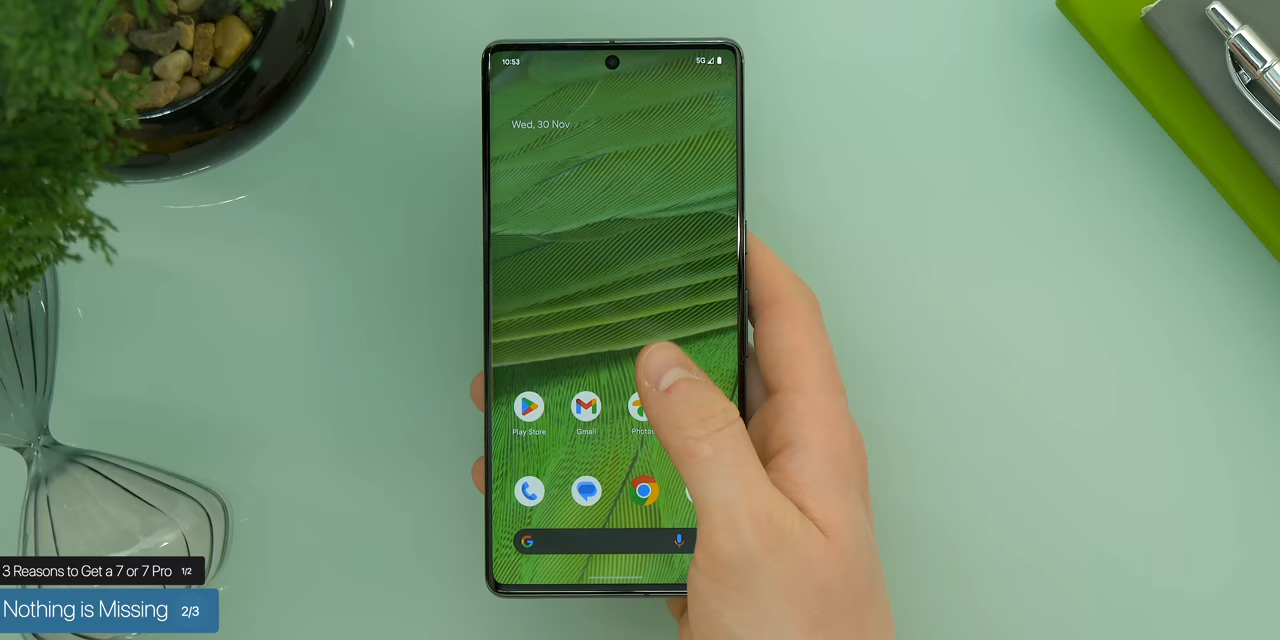 10:53
5G
Wed, 30 Nov
Play Store
Gmail
Photos
G
3 Reasons to Get a 7 or 7 Pro 1/2
Nothing is Missing 2/3